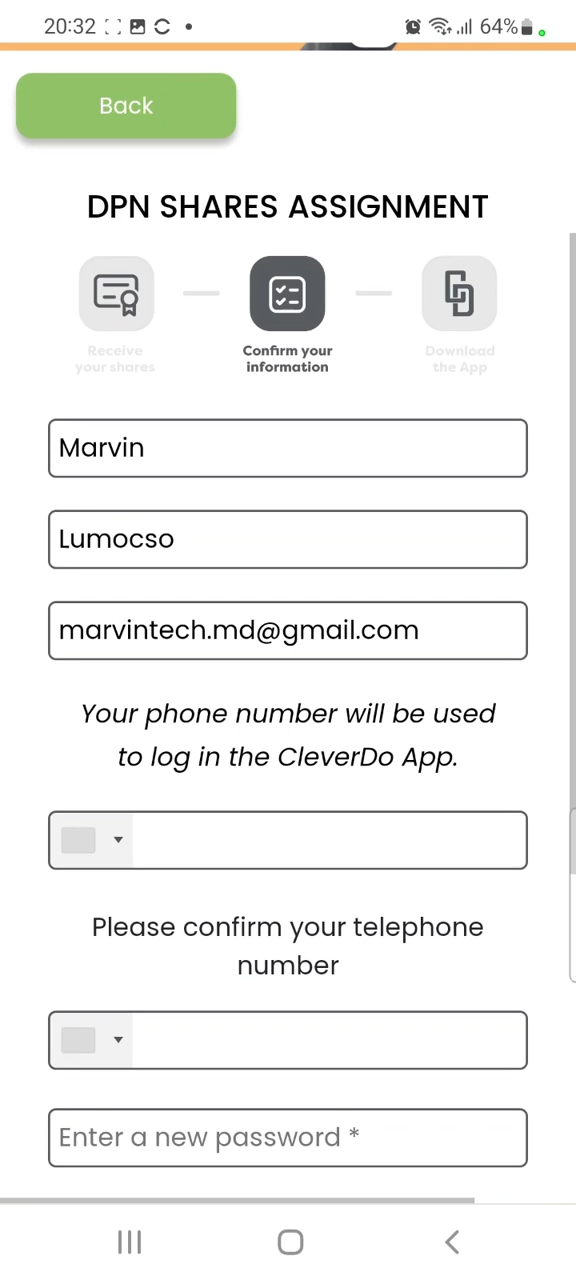 20:32
64%
Back
DPN SHARES ASSIGNMENT
Receive
your shares
Confirm your
information
Download
the App
Marvin
Lumocso
marvintech.md@gmail.com
Your phone number will be used
to log in the CleverDo App.
Please confirm your telephone
number
Enter a new password *